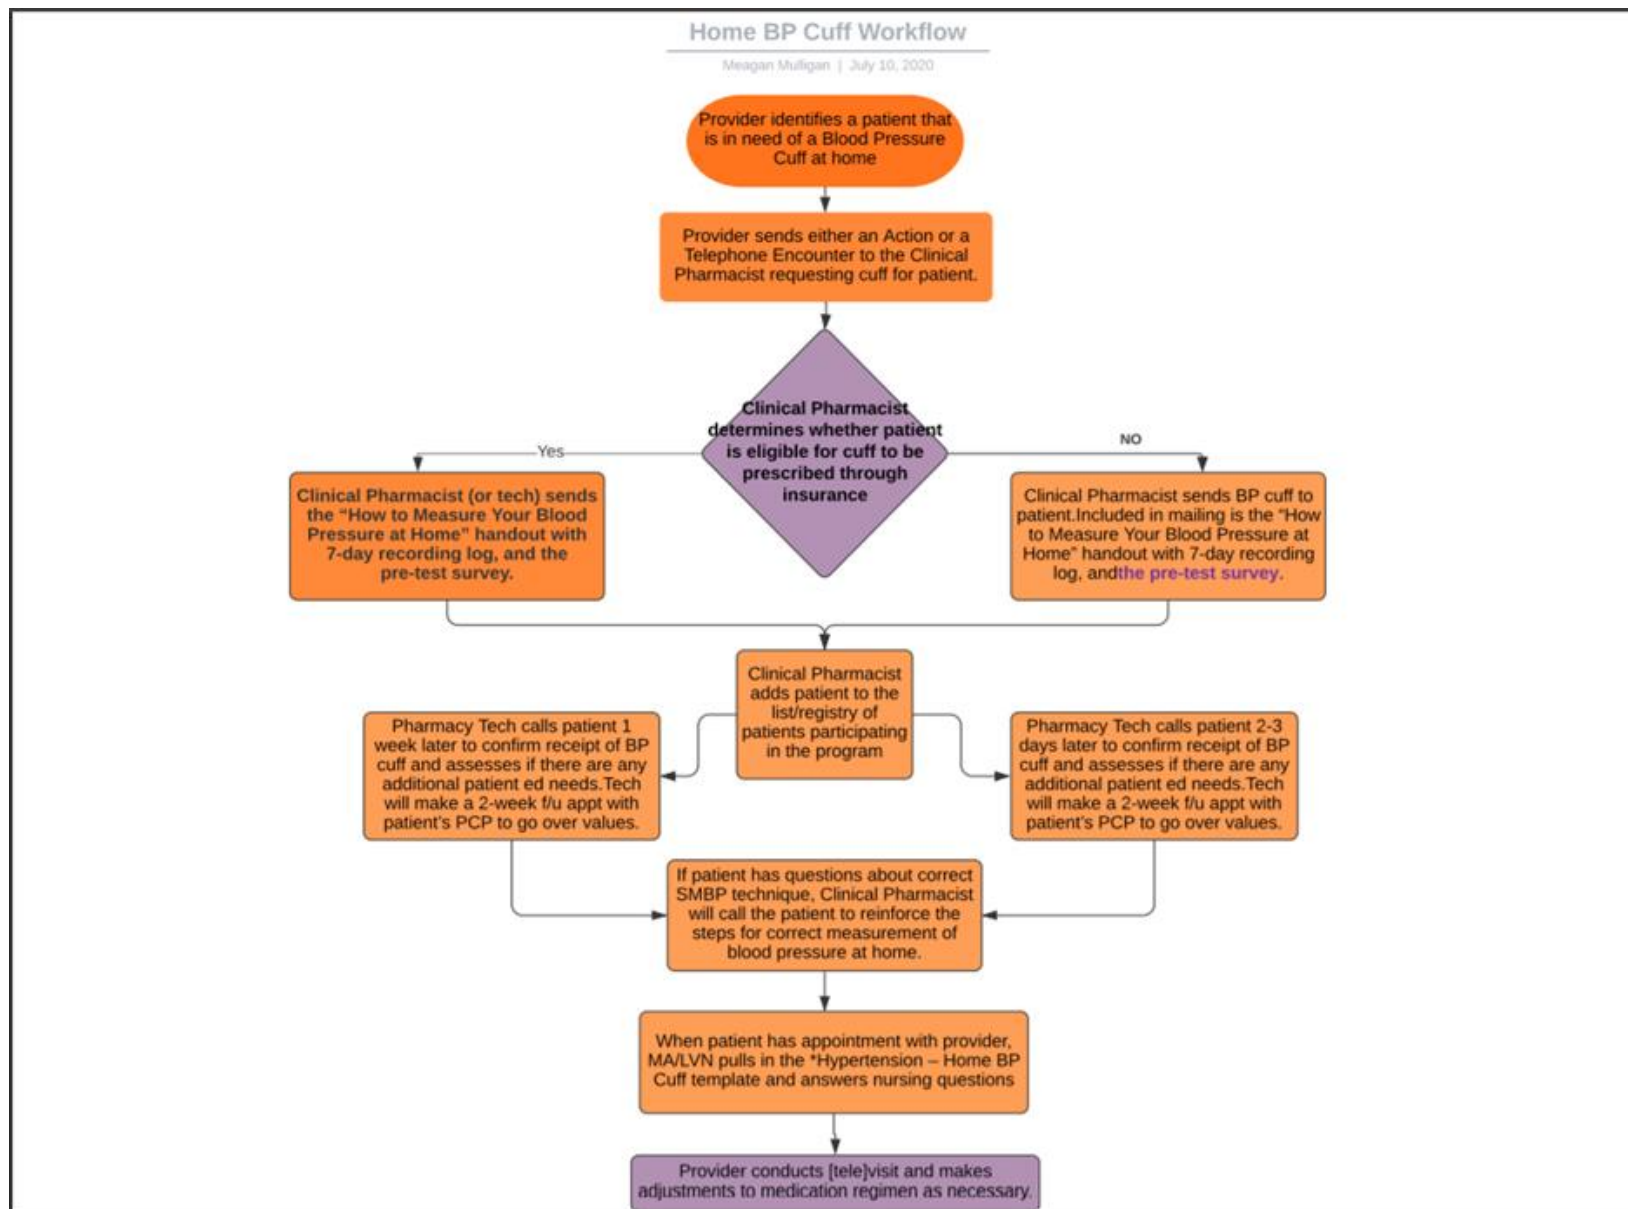 Home BP Cuff Workflow
Meagan Mulligan | July 10, 2020
Provider identifies a patient that
is in need of a Blood Pressure
Cuff at home
Provider sends either an Action or a
Telephone Encounter to the Clinical
Pharmacist requesting cuff for patient.
Clinical Pharmacist
determines whether patient
is eligible for cuff to be
prescribed through
insurance
Yes
NO
Clinical Pharmacist (or tech) sends
the “How to Measure Your Blood
Pressure at Home” handout with
7-day recording log, and the
pre-test survey.
Clinical Pharmacist sends BP cuff to
patient.Included in mailing is the “How
to Measure Your Blood Pressure at
Home” handout with 7-day recording
log, andthe pre-test survey.
Clinical Pharmacist
adds patient to the
list/registry of
patients participating
in the program
Pharmacy Tech calls patient 1
week later to confirm receipt of BP
cuff and assesses if there are any
additional patient ed needs.Tech
will make a 2-week f/u appt with
patient's PCP to go over values.
Pharmacy Tech calls patient 2-3
days later to confirm receipt of BP
cuff and assesses if there are any
additional patient ed needs.Tech
will make a 2-week f/u appt with
patient's PCP to go over values.
If patient has questions about correct
SMBP technique, Clinical Pharmacist
will call the patient to reinforce the
steps for correct measurement of
blood pressure at home.
When patient has appointment with provider,
MA/LVN pulls in the *Hypertension – Home BP
Cuff template and answers nursing questions
Provider conducts [tele]visit and makes
adjustments to medication regimen as necessary.